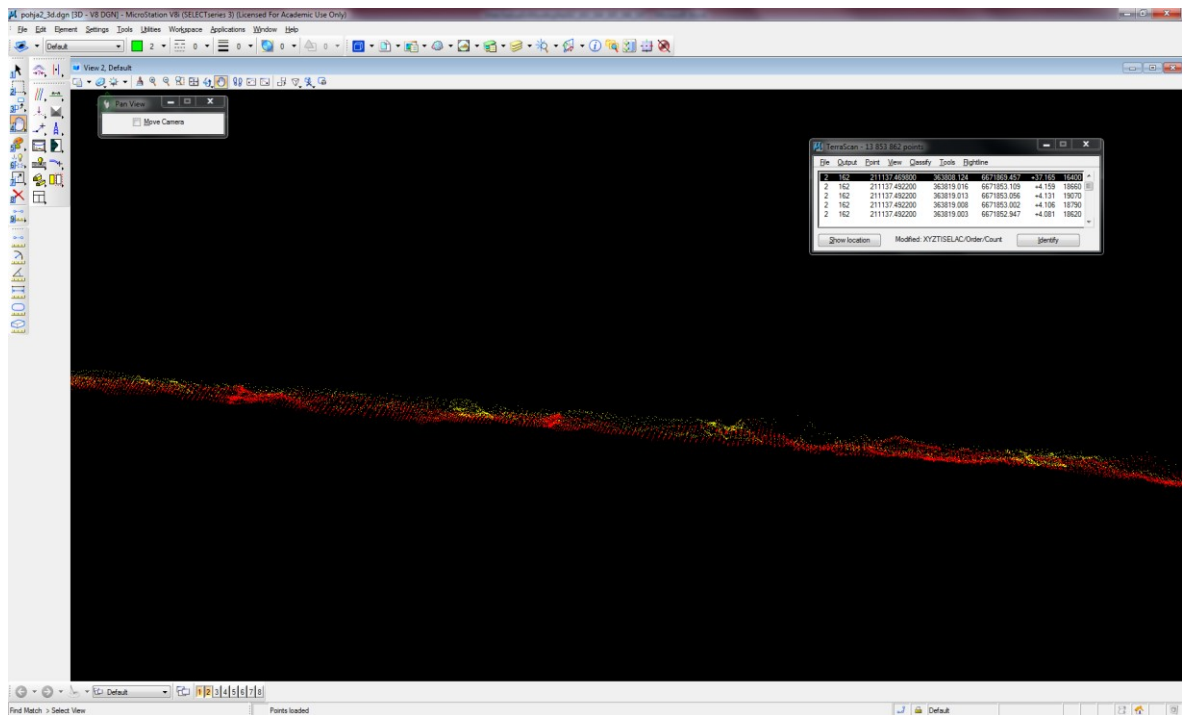 pohja2_3d.dgn [3D - V8 DGN] - MicroStation V8i (SELECTseries 3) (Licensed For Academic Use Only)
File Edit Element Settings Tools Utilities Workspace Applications Window Help
Default 2 0 0 0 0
View 2, Default
Pan View
Move Camera
TerraScan - 13 853 862 points
File Output Point View Classify Tools Flightline
2 162 211137.469800 363808.124 6671869.457 +37.165 16400
2 162 211137.492200 363819.016 6671853.109 +4.159 18660
2 162 211137.492200 363819.013 6671853.056 +4.131 19070
2 162 211137.492200 363819.008 6671853.002 +4.106 18790
2 162 211137.492200 363819.003 6671852.947 +4.081 18620
Show location Modified: XYZTISELAC/Order/Count Identify
Default 1 2 3 4 5 6 7 8
Find Match > Select View Points loaded Default